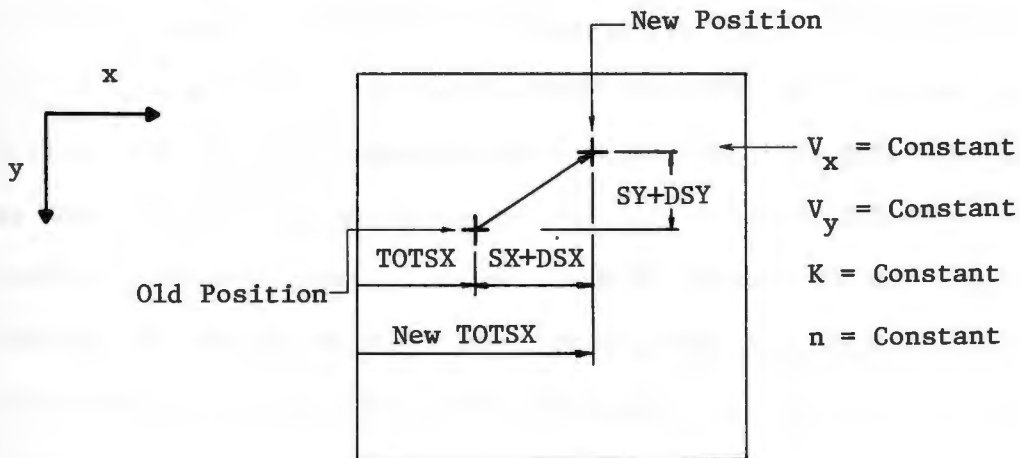 New Position
x
y
V_x = Constant
SY+DSY
V_y = Constant
TOTSX
SX+DSX
K = Constant
Old Position
New TOTSX
n = Constant